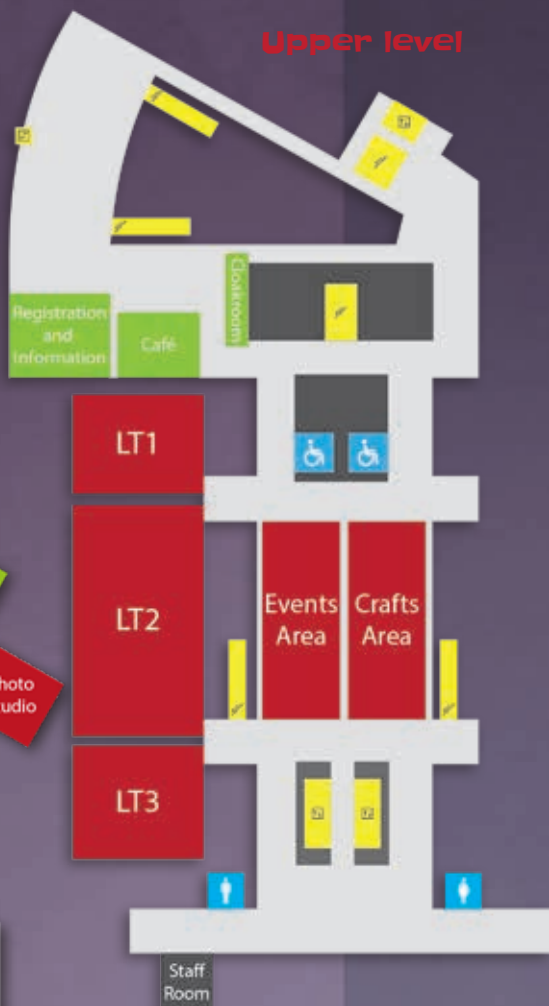 Upper level
Cloakroom
Registration
and
Information
Café
LT1
LT2
Events
Area
Crafts
Area
LT3
Staff
Room